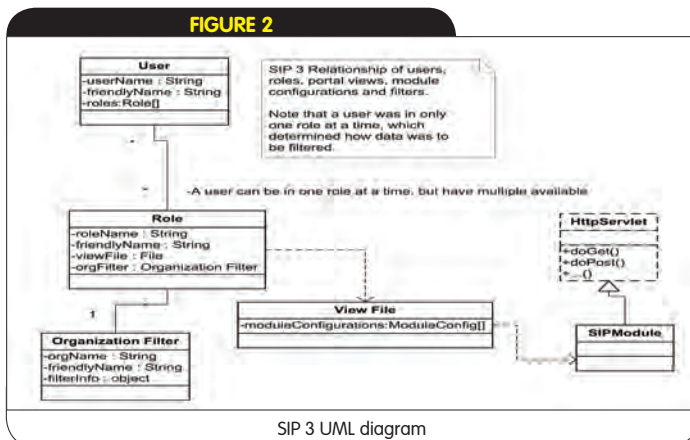 FIGURE 2
User
-userName : String
-friendlyName : String
-roles:Role[]
SIP 3 Relationship of users,
roles, portal views, module
configurations and filters.
Note that a user was in only
one role at a time, which
determined how data was to
be filtered.
-A user can be in one role at a time, but have multiple available
Role
-roleName : String
-friendlyName : String
-viewFile : File
-orgFilter : Organization Filter
HttpServlet
+doGet()
+doPost()
+...()
1
View File
-moduleConfigurations:ModuleConfig[]
SIPModule
Organization Filter
-orgName : String
-friendlyName : String
-filterInfo : object
SIP 3 UML diagram